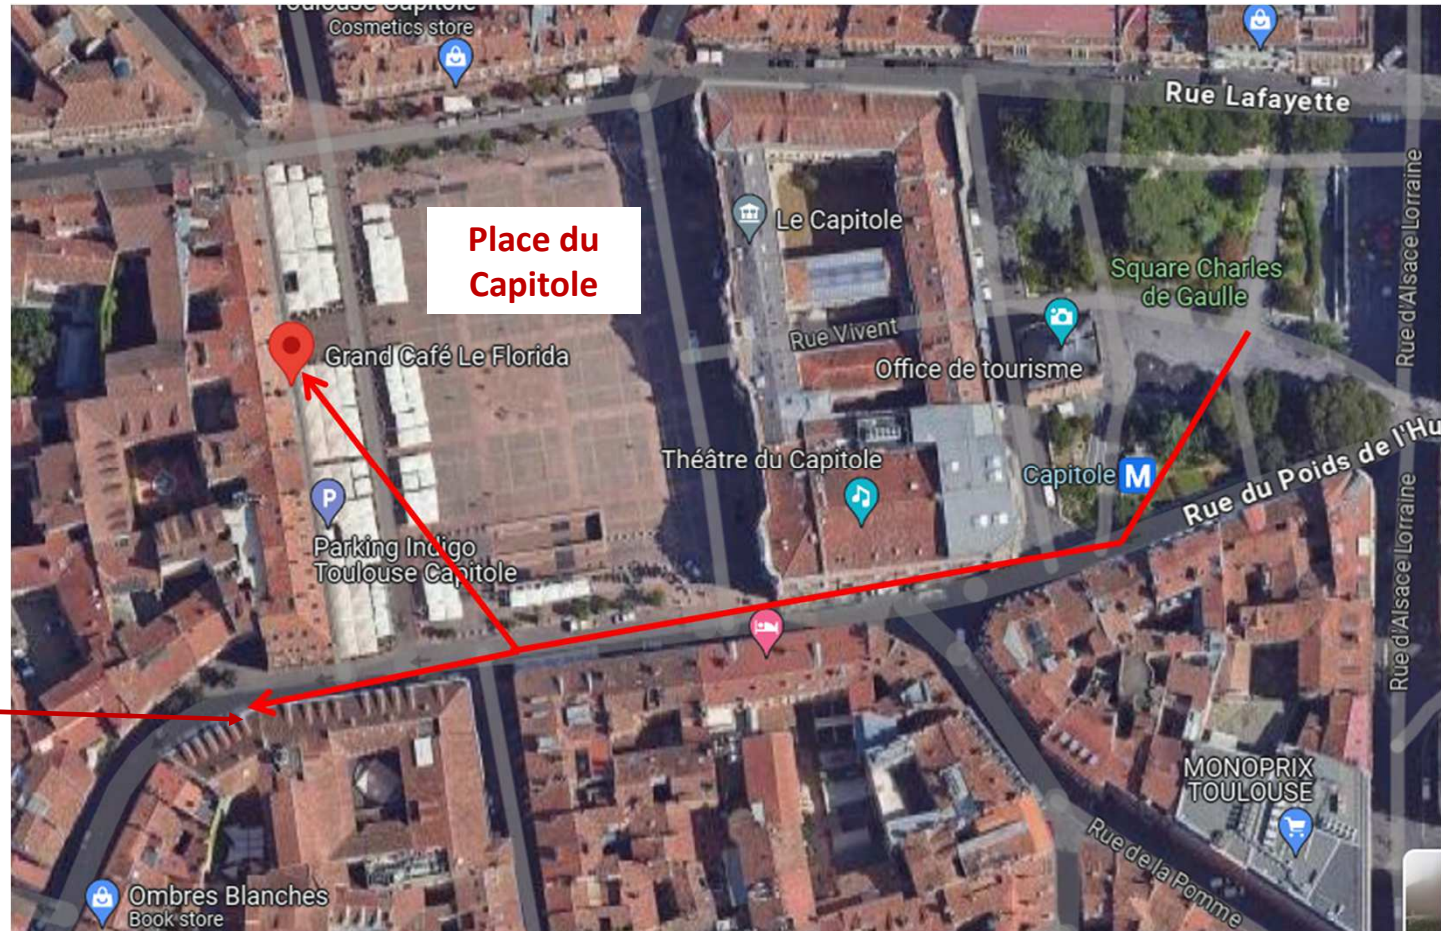 Toulouse Capitole
Cosmetics store
Rue Lafayette
Place du
Capitole
Le Capitole
Square Charles
de Gaulle
Rue d'Alsace Lorraine
Rue Vivent
Grand Café Le Florida
Office de tourisme
Théâtre du Capitole
Capitole M
Rue du Poids de l'Hu
P
Parking Indigo
Toulouse Capitole
Rue d'Alsace Lorraine
MONOPRIX
TOULOUSE
Rue de la Pomme
Ombres Blanches
Book store